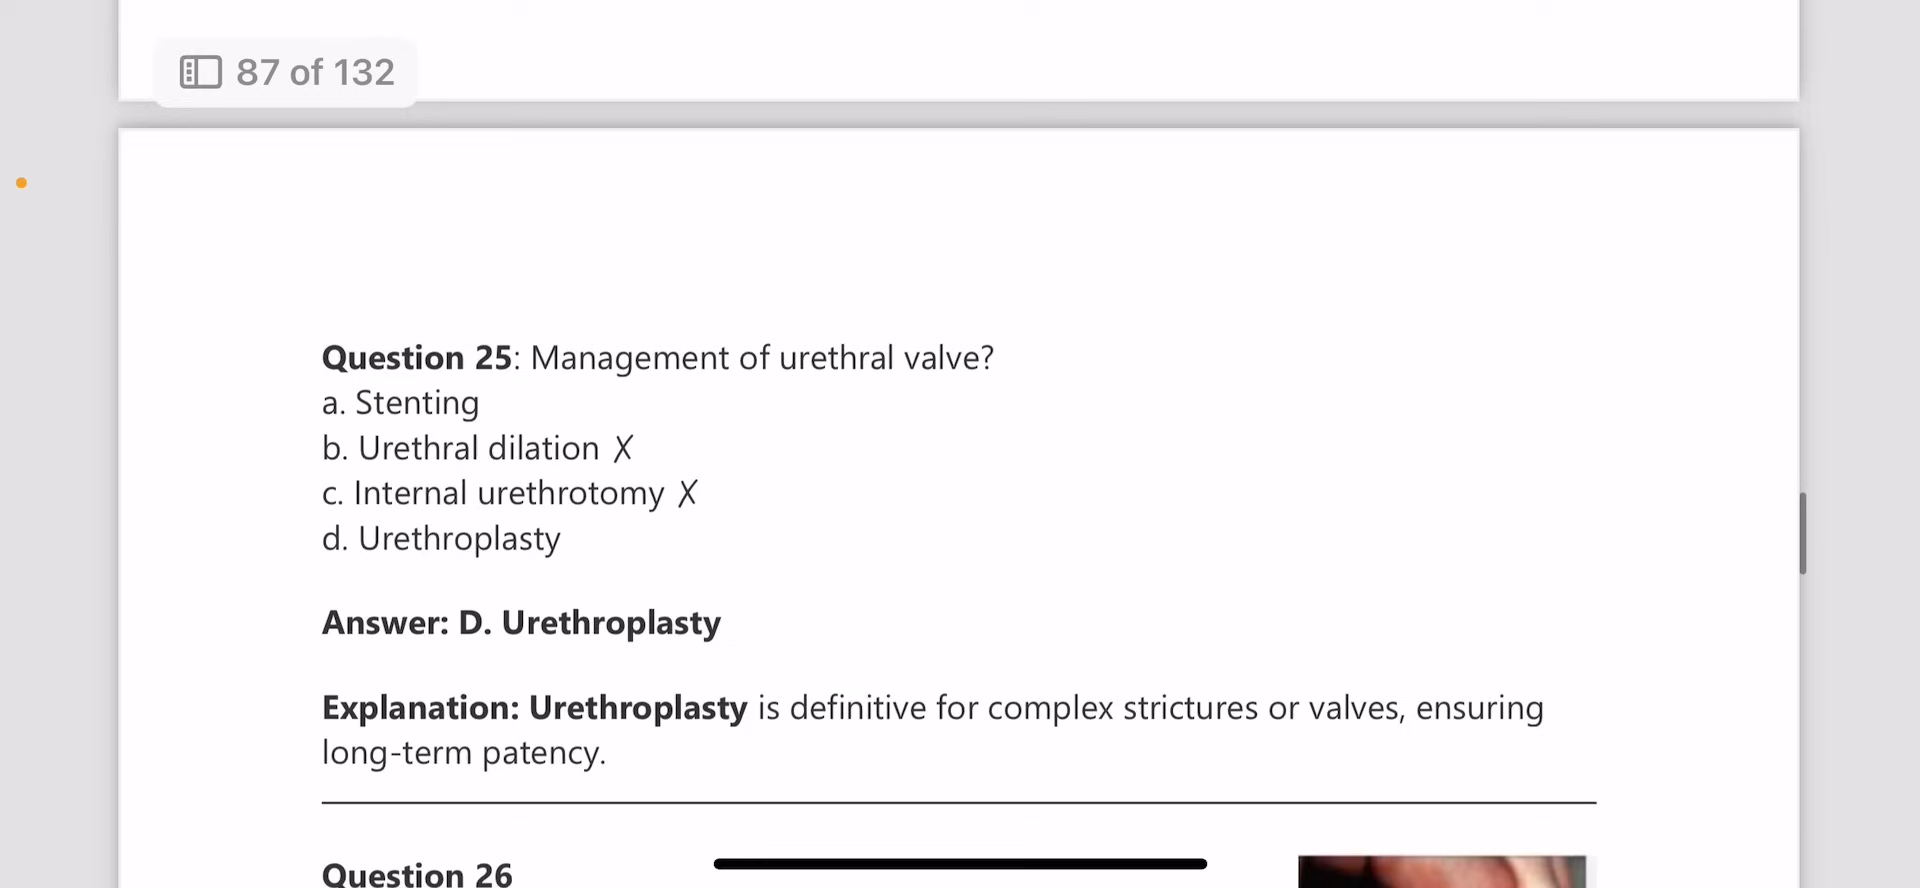 87 of 132
Question 25: Management of urethral valve?
a. Stenting
b. Urethral dilation X
c. Internal urethrotomy X
d. Urethroplasty
Answer: D. Urethroplasty
Explanation: Urethroplasty is definitive for complex strictures or valves, ensuring
long-term patency.
Question 26